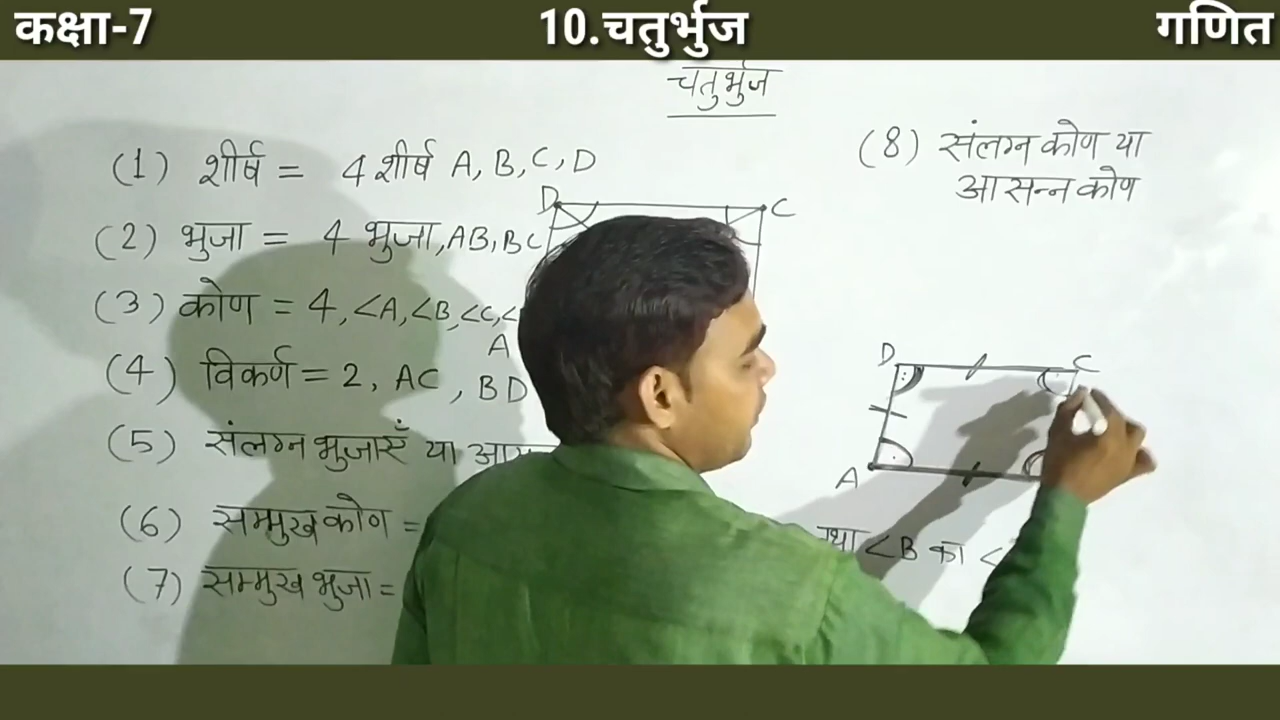 कक्षा-7
10.चतुर्भुज
गणित
चतुर्भुज
(1) शीर्ष = 4 शीर्ष A, B, C, D
(2) भुजा = 4 भुजा, AB, BC
(3) कोण = 4, <A, <B, <C, <
(4) विकर्ण = 2, AC, BD
(5) संलग्न भुजाएँ या
(6) सम्मुख कोण =
(7) सम्मुख भुजा =
D
C
A
(8) संलग्न कोण या
आसन्न कोण
D
C
A
तथा <B का <